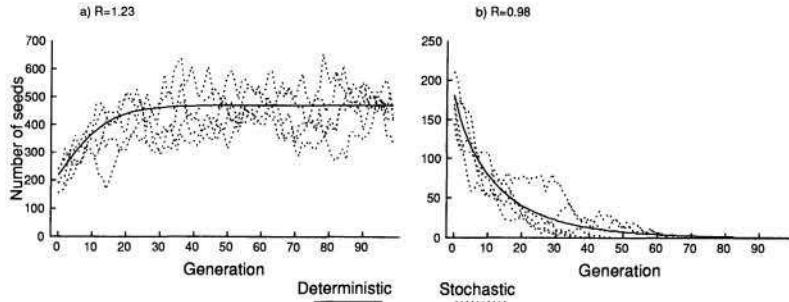 a) R=1.23
700
600
500
400
300
200
100
0
Number of seeds
0 10 20 30 40 50 60 70 80 90
Generation
b) R=0.98
250
200
150
100
50
0
0 10 20 30 40 50 60 70 80 90
Generation
Deterministic Stochastic